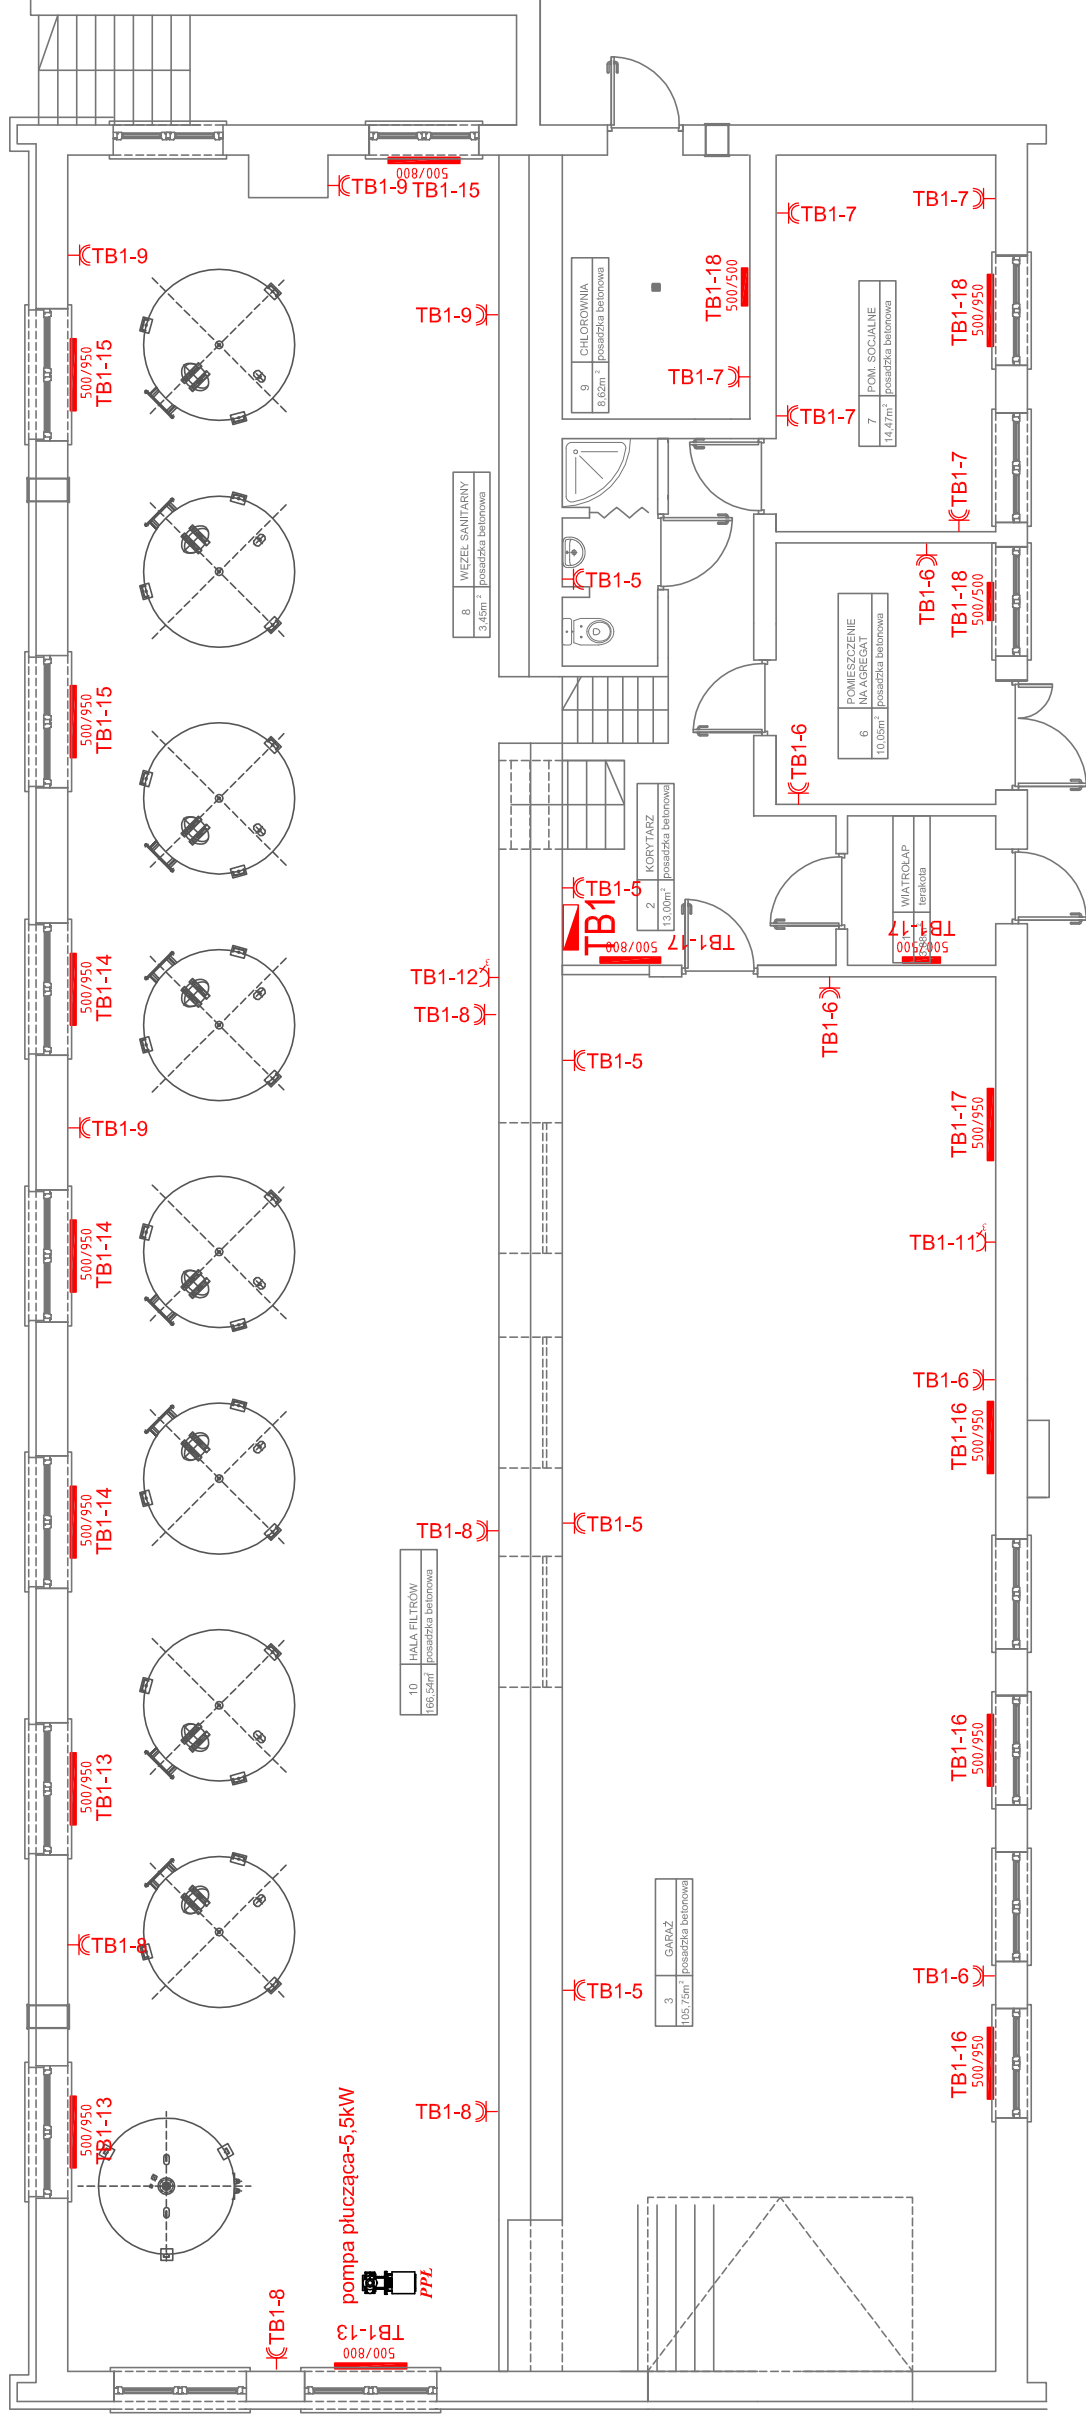 500/800
TB1-9
TB1-15
TB1-7
TB1-7
TB1-9
TB1-9
9
CHLOROWNIA
8.62m²
posadzka betonowa
TB1-18
500/500
TB1-18
500/950
7
POM. SOCJALNE
14,47m²
posadzka betonowa
500/950
TB1-15
TB1-7
TB1-7
TB1-7
8
WĘZEŁ SANITARNY
3,45m²
posadzka betonowa
TB1-5
TB1-6
TB1-18
500/500
6
POMIESZCZENIE
NA AGREGAT
10.05m²
posadzka betonowa
500/950
TB1-15
TB1-6
2
KORYTARZ
13,00m²
posadzka betonowa
WIATROŁAP
terakota
TB1-5
TB1
500/800
TB1-17
TB1-17
500/500
500/950
TB1-14
TB1-12
TB1-8
TB1-6
TB1-5
TB1-9
TB1-17
500/950
500/950
TB1-14
TB1-11
TB1-6
TB1-16
500/950
500/950
TB1-14
TB1-8
TB1-5
10
HALA FILTRÓW
166,54m²
posadzka betonowa
500/950
TB1-13
TB1-16
500/950
3
GARAŻ
105,75m²
posadzka betonowa
TB1-8
TB1-5
TB1-6
TB1-16
500/950
500/950
TB1-13
TB1-8
pompa płucząca-5,5kW
PPŁ
TB1-8
TB1-13
500/800